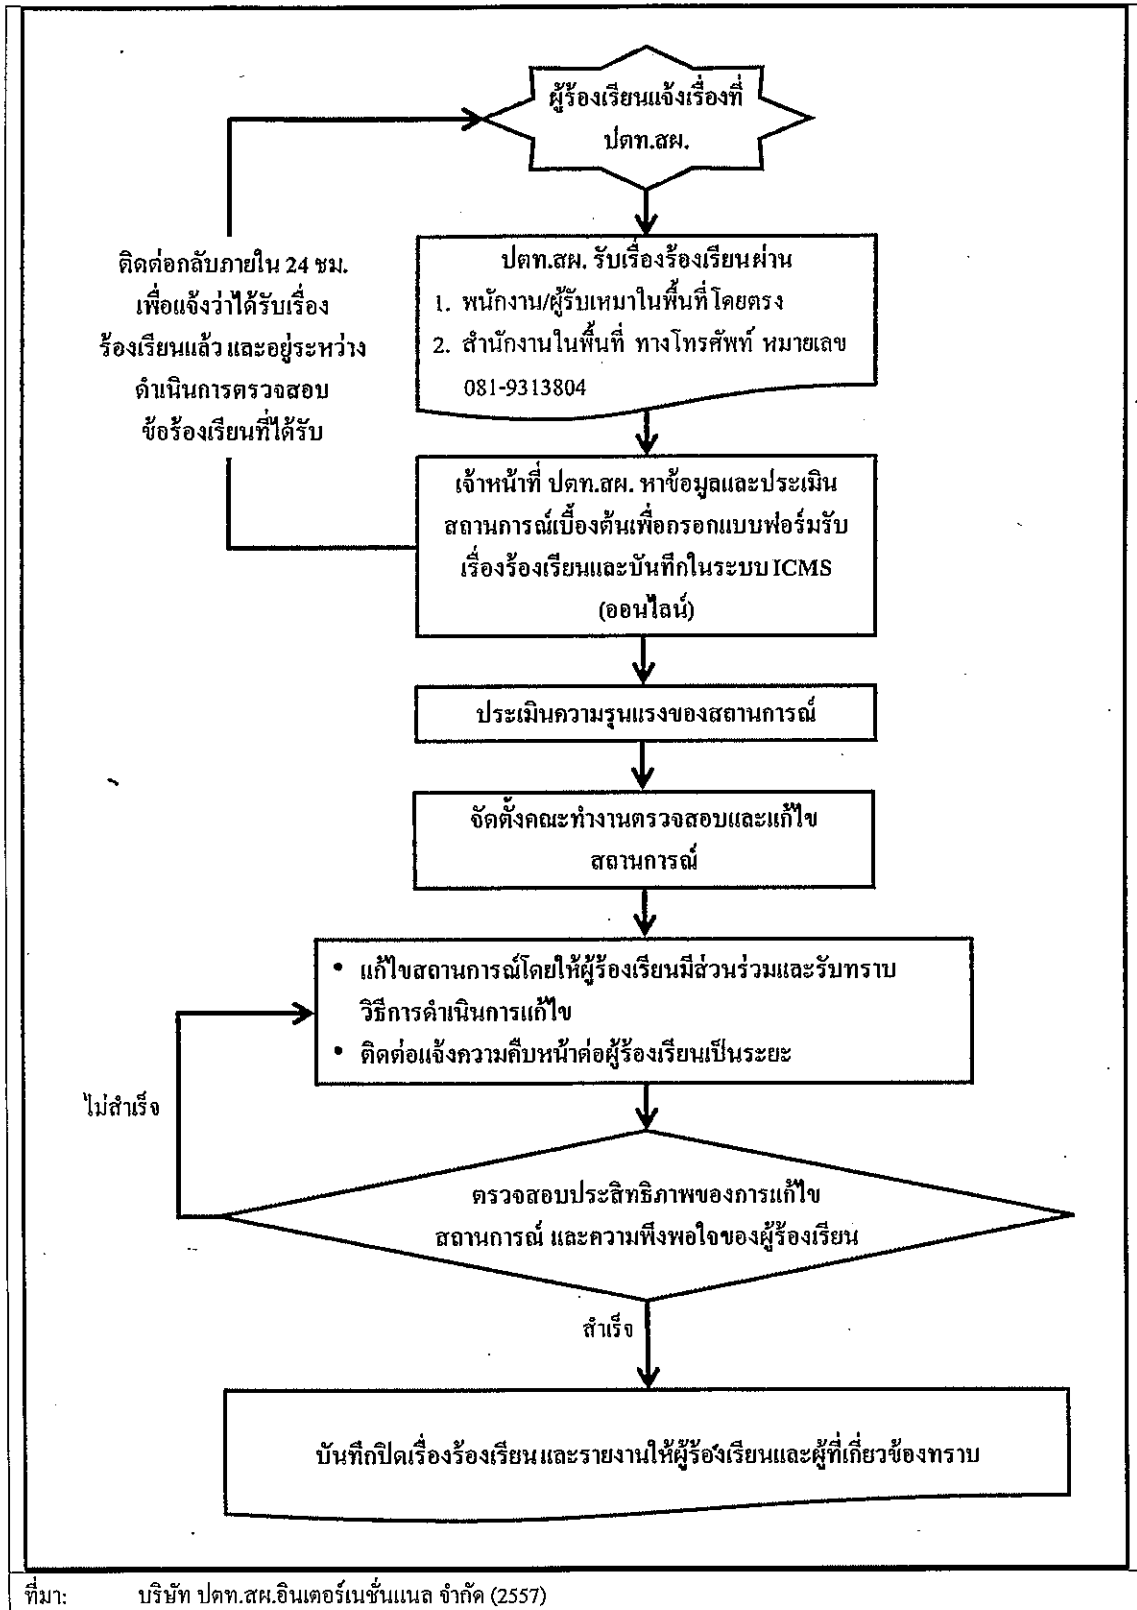 ผู้ร้องเรียนแจ้งเรื่องที่
ปตท.สผ.
ปตท.สผ. รับเรื่องร้องเรียนผ่าน
1. พนักงาน/ผู้รับเหมาในพื้นที่โดยตรง
2. สำนักงานในพื้นที่ ทางโทรศัพท์ หมายเลข
081-9313804
ติดต่อกลับภายใน 24 ชม.
เพื่อแจ้งว่าได้รับเรื่อง
ร้องเรียนแล้ว และอยู่ระหว่าง
ดำเนินการตรวจสอบ
ข้อร้องเรียนที่ได้รับ
เจ้าหน้าที่ ปตท.สผ. หาข้อมูลและประเมิน
สถานการณ์เบื้องต้นเพื่อกรอกแบบฟอร์มรับ
เรื่องร้องเรียนและบันทึกในระบบ ICMS
(ออนไลน์)
ประเมินความรุนแรงของสถานการณ์
จัดตั้งคณะทำงานตรวจสอบและแก้ไข
สถานการณ์
• แก้ไขสถานการณ์โดยให้ผู้ร้องเรียนมีส่วนร่วมและรับทราบ
วิธีการดำเนินการแก้ไข
• ติดต่อแจ้งความคืบหน้าต่อผู้ร้องเรียนเป็นระยะ
ไม่สำเร็จ
ตรวจสอบประสิทธิภาพของการแก้ไข
สถานการณ์ และความพึงพอใจของผู้ร้องเรียน
สำเร็จ
บันทึกปิดเรื่องร้องเรียน และรายงานให้ผู้ร้องเรียนและผู้ที่เกี่ยวข้องทราบ
ที่มา: บริษัท ปตท.สผ.อินเตอร์เนชั่นแนล จำกัด (2557)